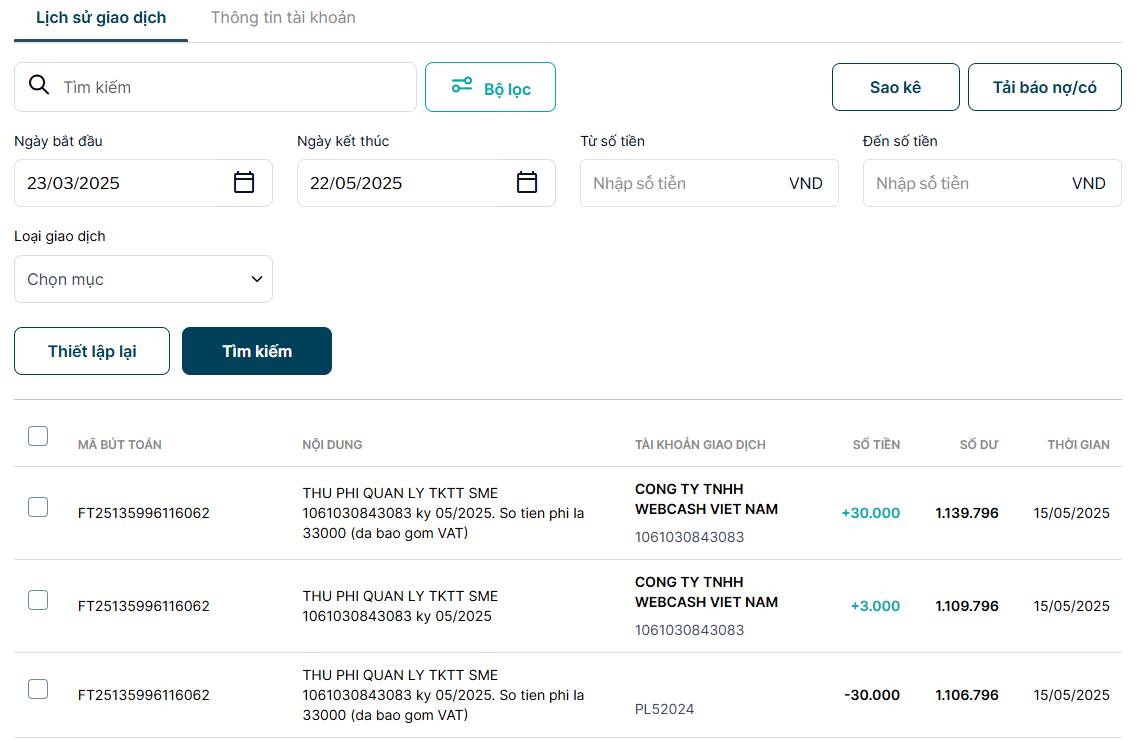 Lịch sử giao dịch Thông tin tài khoản
Tìm kiếm Bộ lọc Sao kê Tải báo nợ/có
Ngày bắt đầu Ngày kết thúc Từ số tiền Đến số tiền
23/03/2025 22/05/2025 Nhập số tiền VND Nhập số tiền VND
Loại giao dịch
Chọn mục
Thiết lập lại Tìm kiếm
MÃ BÚT TOÁN NỘI DUNG TÀI KHOẢN GIAO DỊCH SỐ TIỀN SỐ DƯ THỜI GIAN
FT25135996116062
THU PHI QUAN LY TKTT SME
1061030843083 ky 05/2025. So tien phi la
33000 (da bao gom VAT)
CONG TY TNHH
WEBCASH VIET NAM
1061030843083
+30.000 1.139.796 15/05/2025
FT25135996116062
THU PHI QUAN LY TKTT SME
1061030843083 ky 05/2025
CONG TY TNHH
WEBCASH VIET NAM
1061030843083
+3.000 1.109.796 15/05/2025
FT25135996116062
THU PHI QUAN LY TKTT SME
1061030843083 ky 05/2025. So tien phi la
33000 (da bao gom VAT)
PL52024
-30.000 1.106.796 15/05/2025